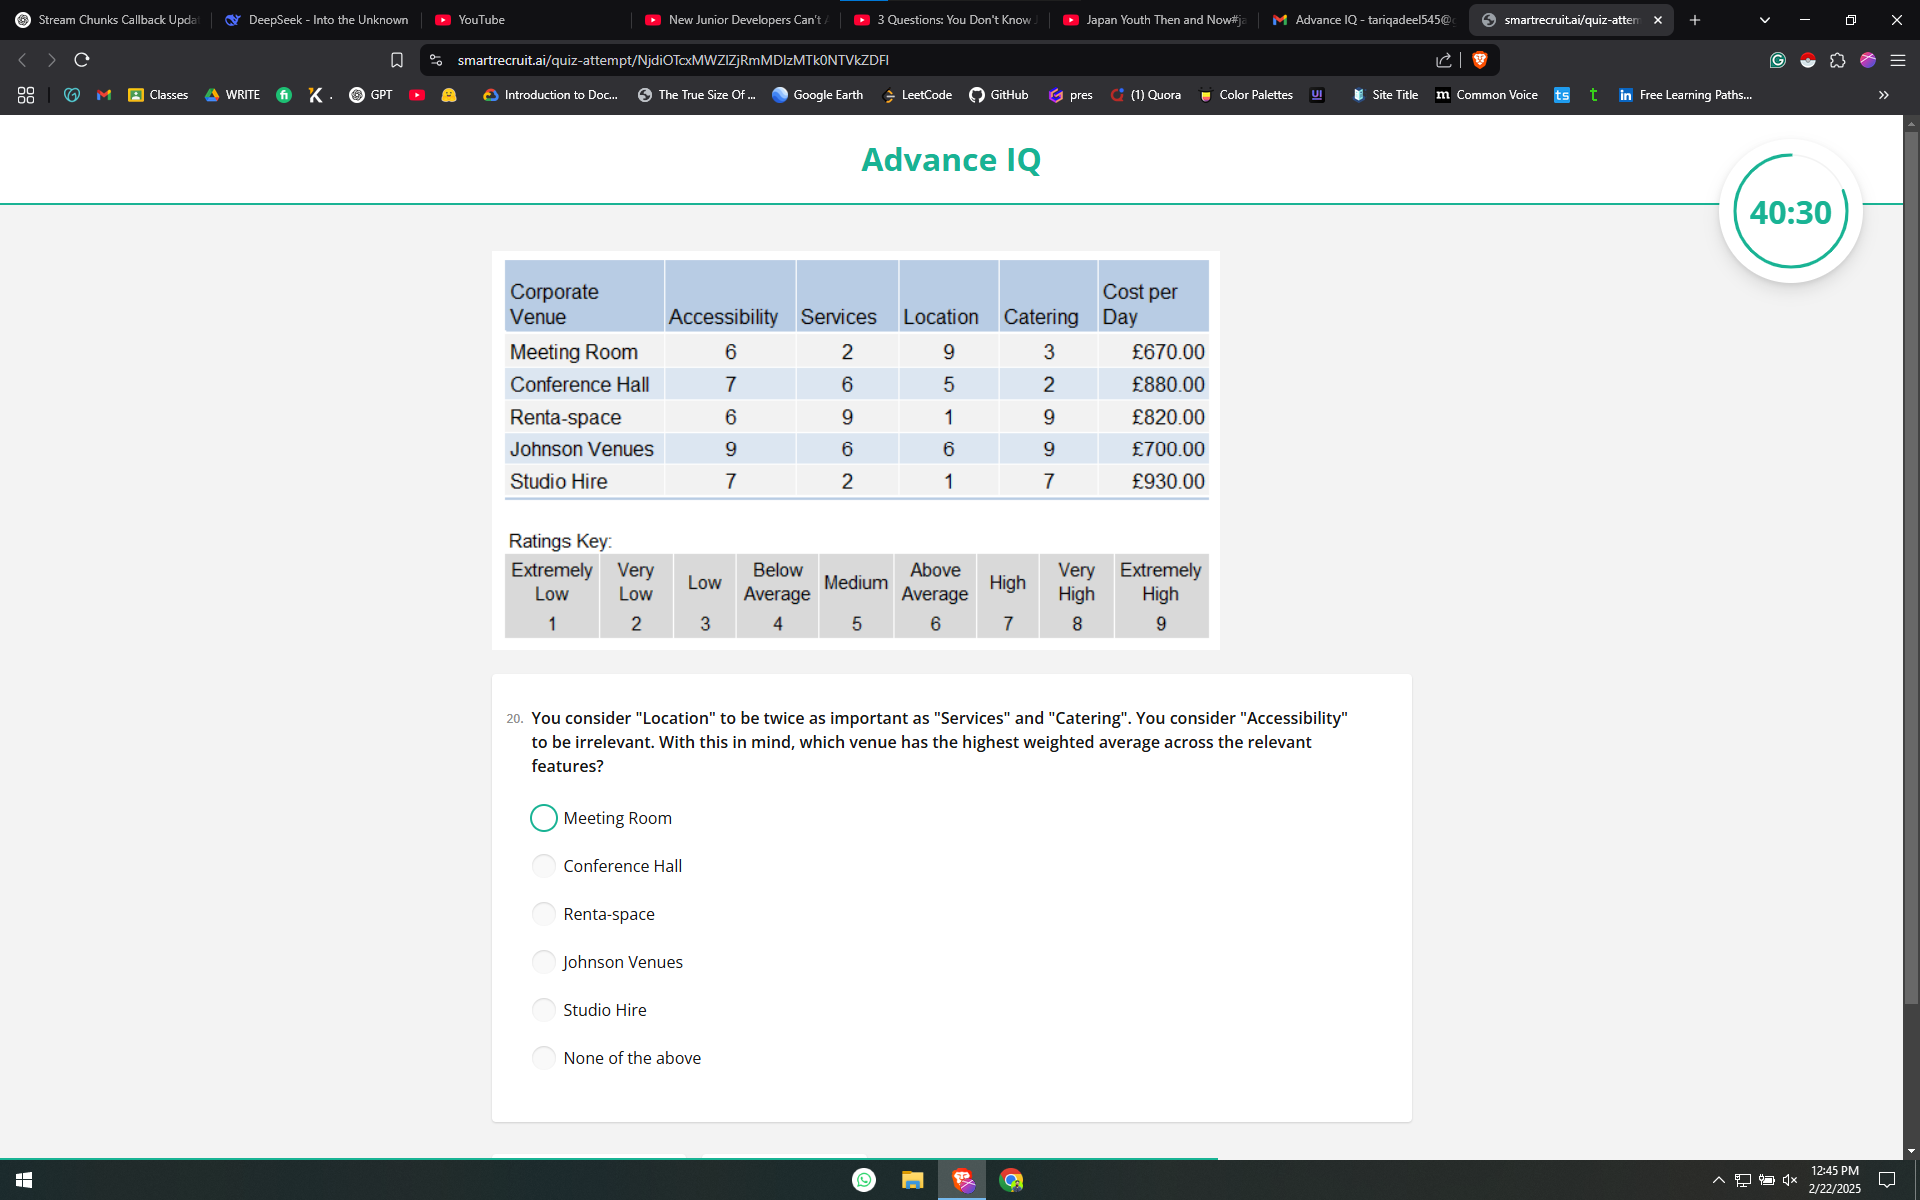 Stream Chunks Callback Upda
DeepSeek - Into the Unknown
YouTube
New Junior Developers Can't
3 Questions: You Don't Know
Japan Youth Then and Now#j
Advance IQ - tariqadeel545@
smartrecruit.ai/quiz-attem
smartrecruit.ai/quiz-attempt/NjdiOTcxMWZlZjRmMDIzMTk0NTVkZDFl
Classes
WRITE
K .
GPT
Introduction to Doc...
The True Size Of ...
Google Earth
LeetCode
GitHub
pres
(1) Quora
Color Palettes
UI
Site Title
m Common Voice
ts
t
in Free Learning Paths...
Advance IQ
40:30
Corporate Venue Accessibility Services Location Catering Cost per Day
Meeting Room 6 2 9 3 £670.00
Conference Hall 7 6 5 2 £880.00
Renta-space 6 9 1 9 £820.00
Johnson Venues 9 6 6 9 £700.00
Studio Hire 7 2 1 7 £930.00
Ratings Key:
Extremely Low Very Low Low Below Average Medium Above Average High Very High Extremely High
1 2 3 4 5 6 7 8 9
20. You consider "Location" to be twice as important as "Services" and "Catering". You consider "Accessibility"
to be irrelevant. With this in mind, which venue has the highest weighted average across the relevant
features?
Meeting Room
Conference Hall
Renta-space
Johnson Venues
Studio Hire
None of the above
12:45 PM
2/22/2025